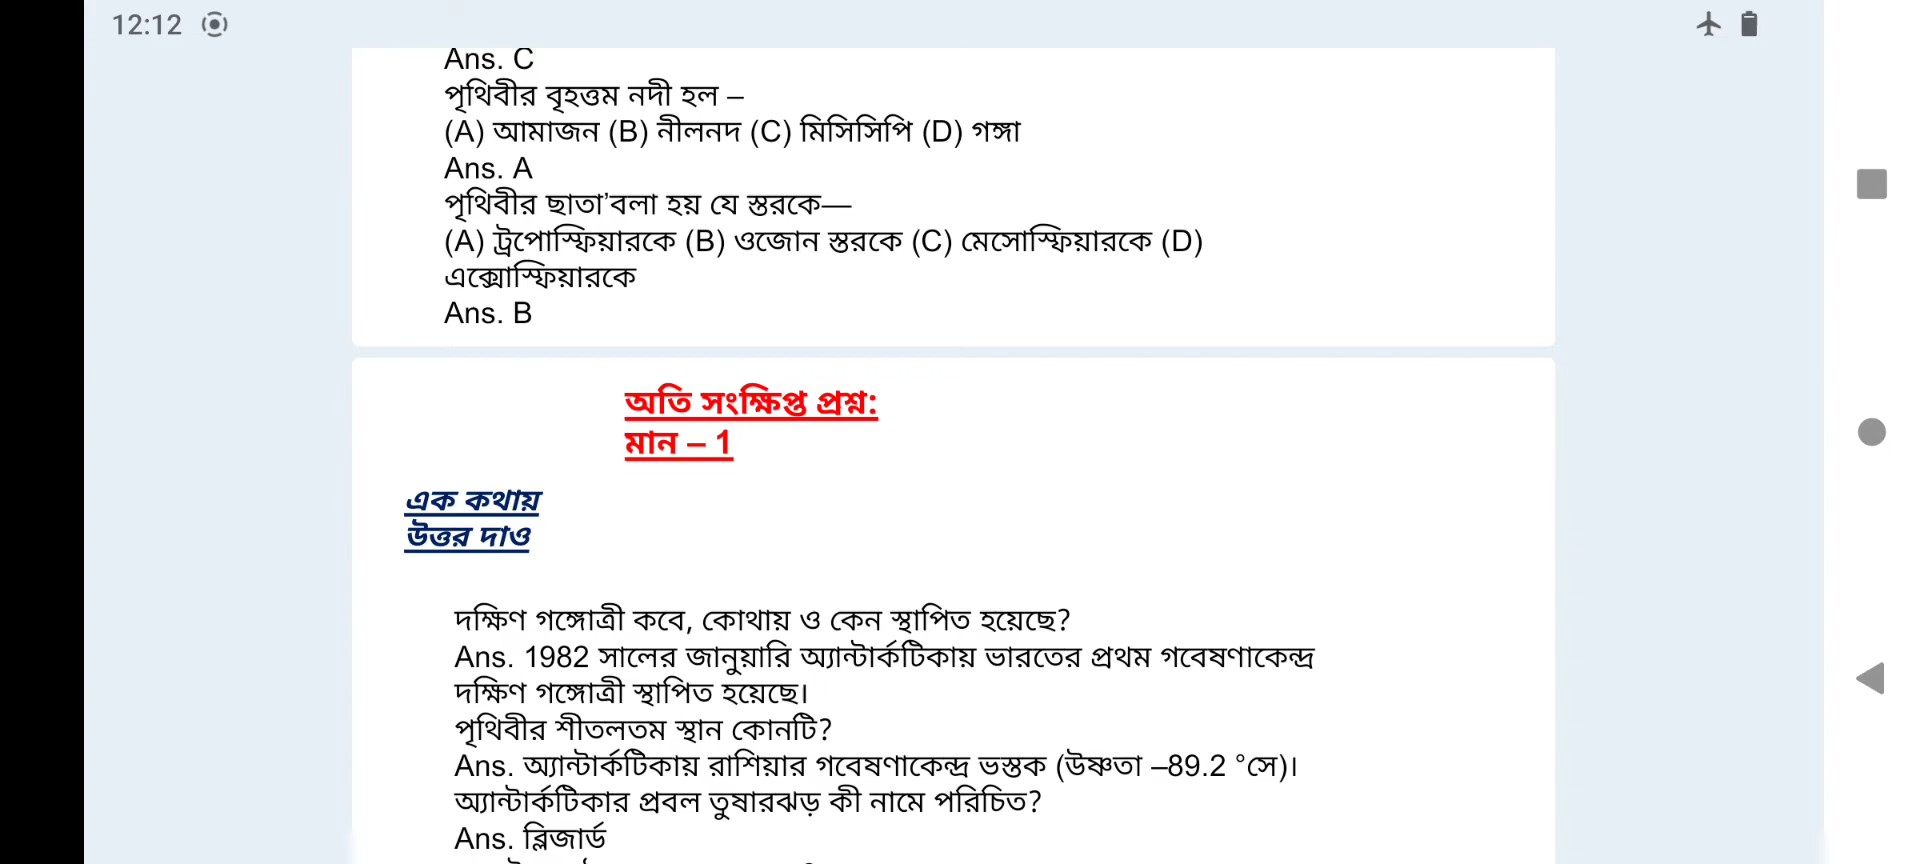 12:12
Ans. C
পৃথিবীর বৃহত্তম নদী হল –
(A) আমাজন (B) নীলনদ (C) মিসিসিপি (D) গঙ্গা
Ans. A
পৃথিবীর ছাতা’বলা হয় যে স্তরকে—
(A) ট্রপোস্ফিয়ারকে (B) ওজোন স্তরকে (C) মেসোস্ফিয়ারকে (D)
এক্সোস্ফিয়ারকে
Ans. B
অতি সংক্ষিপ্ত প্রশ্ন:
মান – 1
এক কথায়
উত্তর দাও
দক্ষিণ গঙ্গোত্রী কবে, কোথায় ও কেন স্থাপিত হয়েছে?
Ans. 1982 সালের জানুয়ারি অ্যান্টার্কটিকায় ভারতের প্রথম গবেষণাকেন্দ্র
দক্ষিণ গঙ্গোত্রী স্থাপিত হয়েছে।
পৃথিবীর শীতলতম স্থান কোনটি?
Ans. অ্যান্টার্কটিকায় রাশিয়ার গবেষণাকেন্দ্র ভস্তক (উষ্ণতা –89.2 °সে)।
অ্যান্টার্কটিকার প্রবল তুষারঝড় কী নামে পরিচিত?
Ans. ব্লিজার্ড